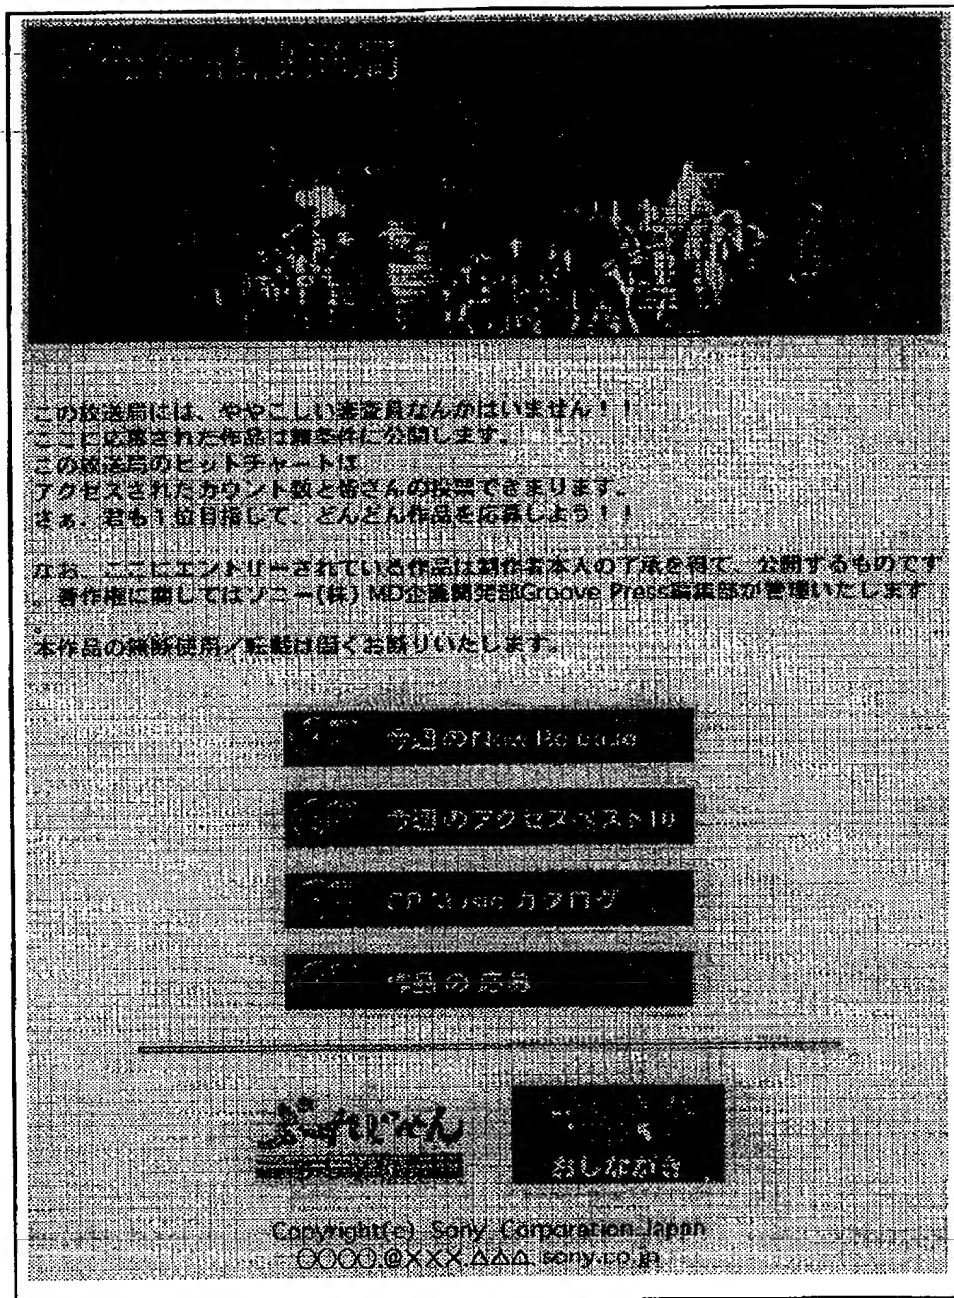 この放送局には、ややこしい審査員なんかはいません！！
ここに応募された作品は無条件に公開します。
この放送局のヒットチャートは
アクセスされたカウント数と皆さんの投票できまります。
さぁ、君も1位目指して、どんどん作品を応募しよう！！
なお、ここにエントリーされている作品は製作者本人の了承を得て、公開するものです
。著作権に関してはソニー(株) MD企画開発部Groove Press編集部が管理いたします
。
本作品の無断使用／転載は固くお断りいたします。
今週のNew Release
今週のアクセスベスト10
カタログ
作品の応募
おしながき
Copyright(c) Sony Corporation Japan
○○○○.@×××.△△△.sony.co.jp